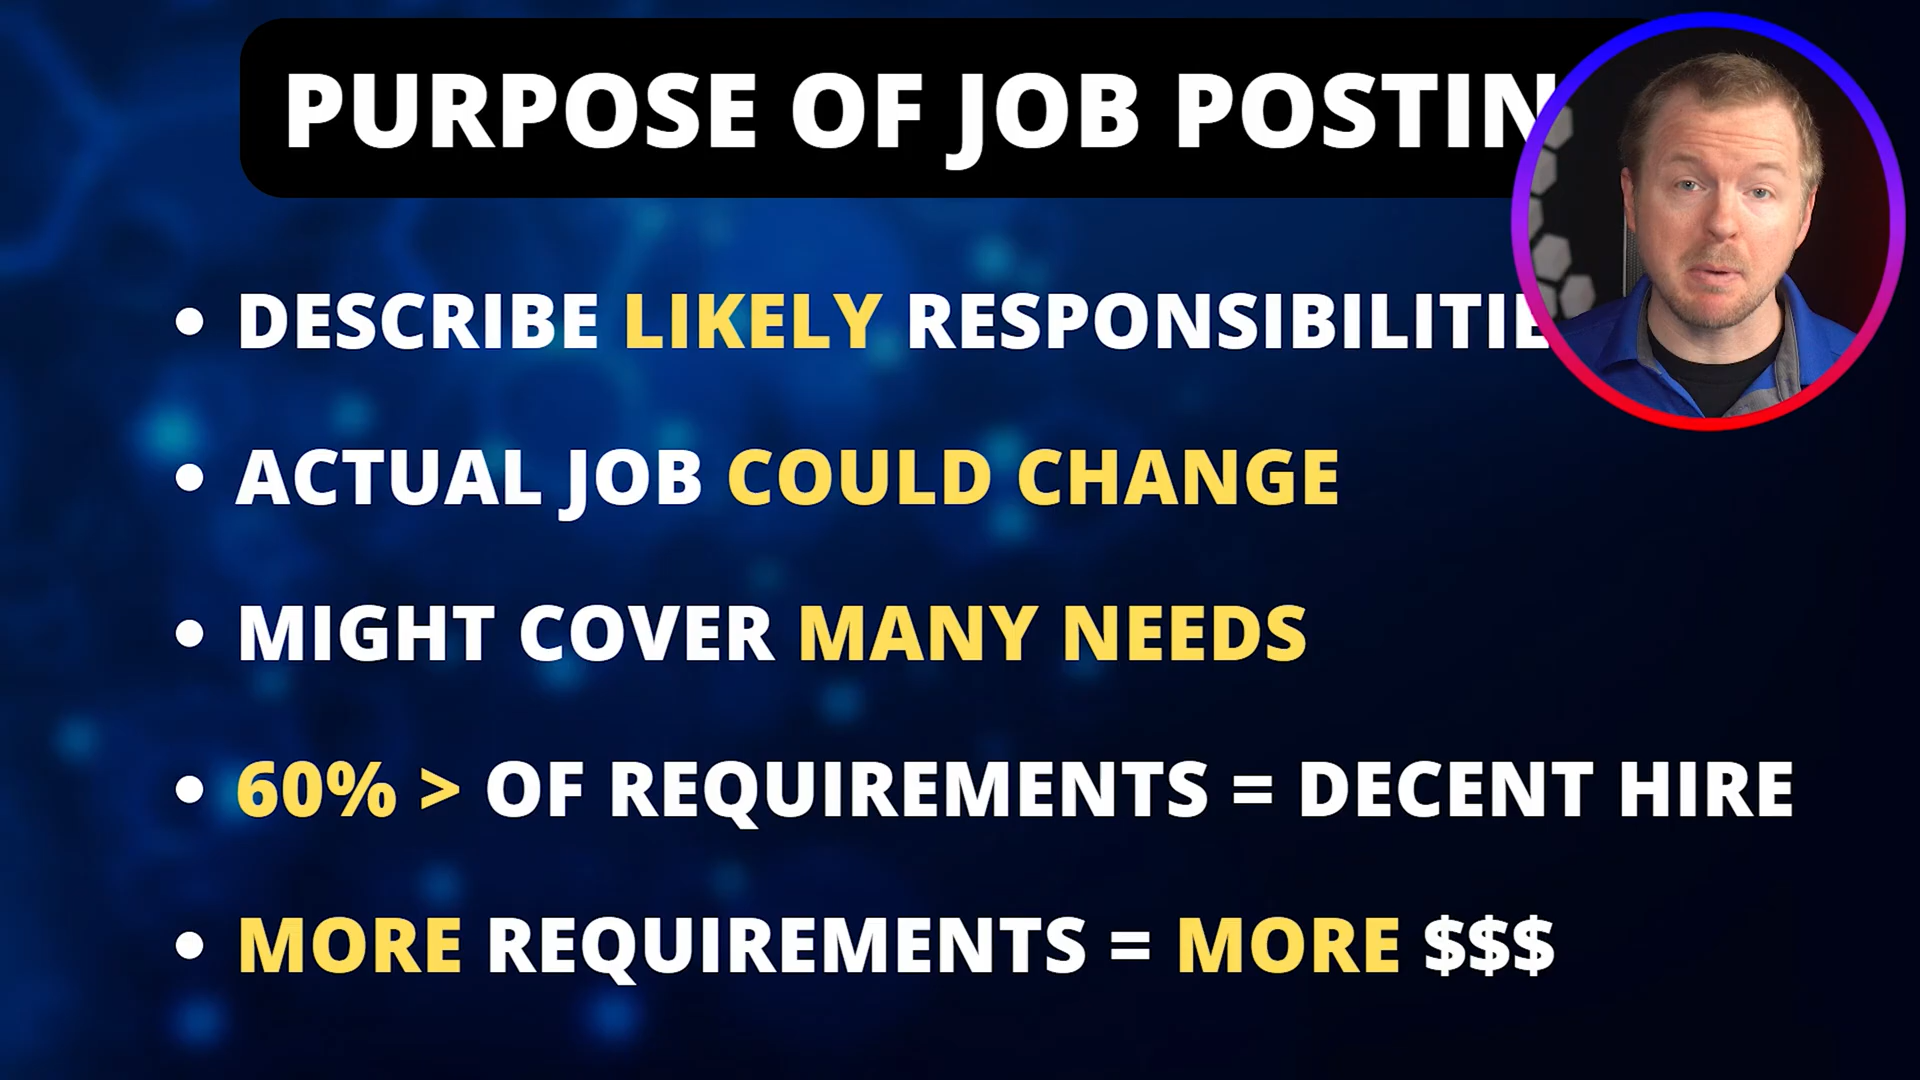 PURPOSE OF JOB POSTIN
• DESCRIBE LIKELY RESPONSIBILITIE
• ACTUAL JOB COULD CHANGE
• MIGHT COVER MANY NEEDS
• 60% > OF REQUIREMENTS = DECENT HIRE
• MORE REQUIREMENTS = MORE $$$